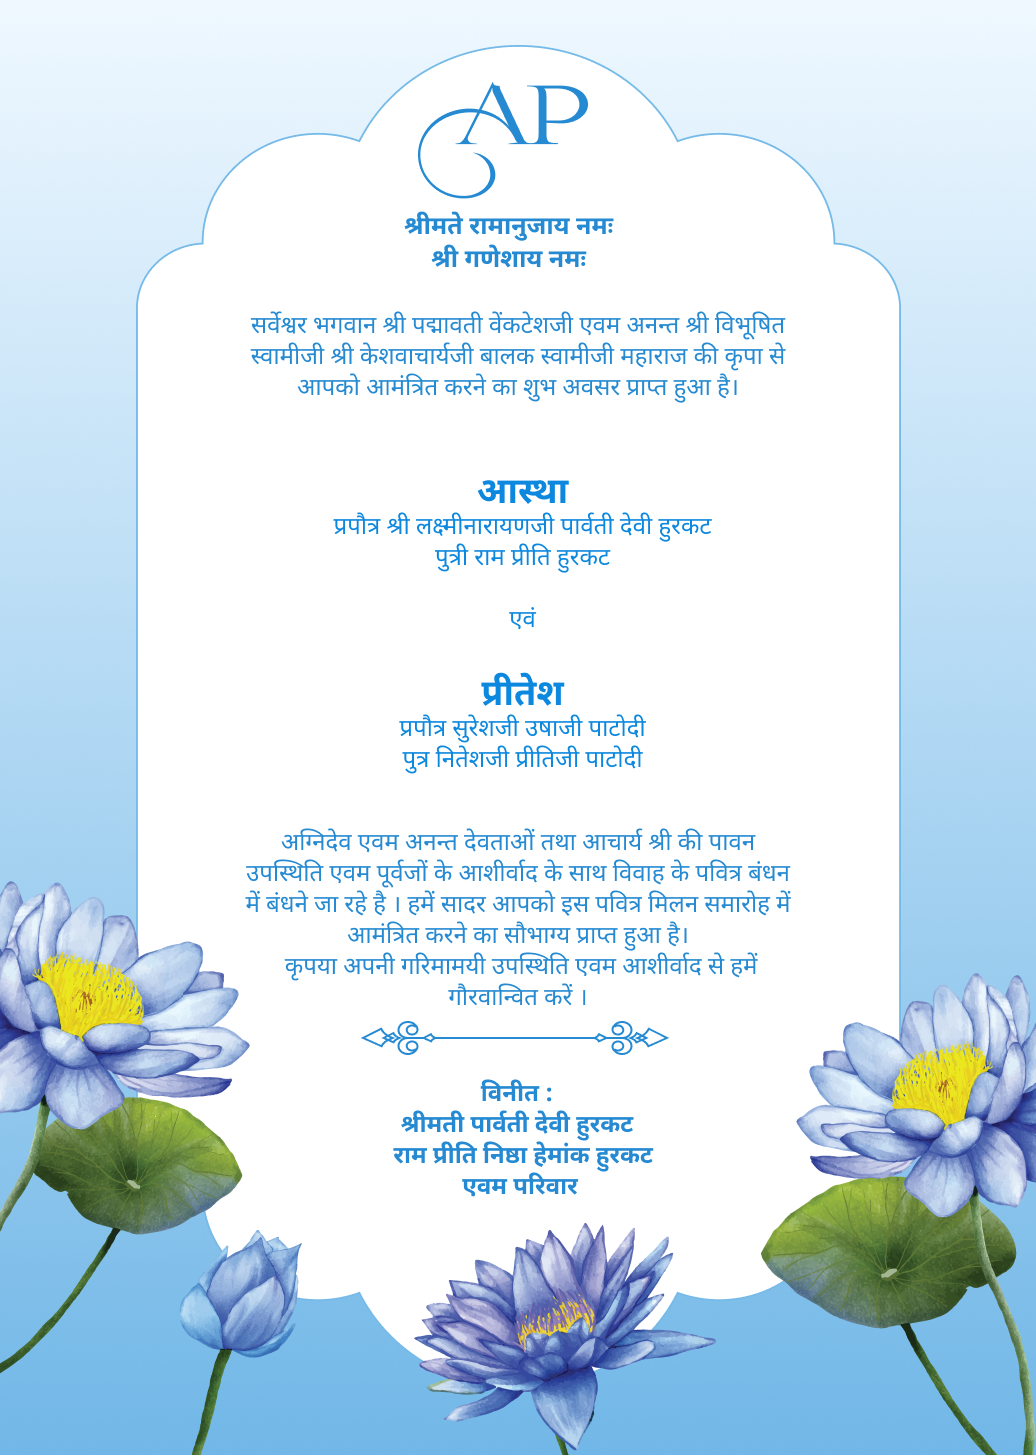 AP
श्रीमते रामानुजाय नमः
श्री गणेशाय नमः
सर्वेश्वर भगवान श्री पद्मावती वेंकटेशजी एवम अनन्त श्री विभूषित
स्वामीजी श्री केशवाचार्यजी बालक स्वामीजी महाराज की कृपा से
आपको आमंत्रित करने का शुभ अवसर प्राप्त हुआ है।
आस्था
प्रपौत्र श्री लक्ष्मीनारायणजी पार्वती देवी हुरकट
पुत्री राम प्रीति हुरकट
एवं
प्रीतेश
प्रपौत्र सुरेशजी उषाजी पाटोदी
पुत्र नितेशजी प्रीतिजी पाटोदी
अग्निदेव एवम अनन्त देवताओं तथा आचार्य श्री की पावन
उपस्थिति एवम पूर्वजों के आशीर्वाद के साथ विवाह के पवित्र बंधन
में बंधने जा रहे है । हमें सादर आपको इस पवित्र मिलन समारोह में
आमंत्रित करने का सौभाग्य प्राप्त हुआ है।
कृपया अपनी गरिमामयी उपस्थिति एवम आशीर्वाद से हमें
गौरवान्वित करें ।
विनीत :
श्रीमती पार्वती देवी हुरकट
राम प्रीति निष्ठा हेमांक हुरकट
एवम परिवार